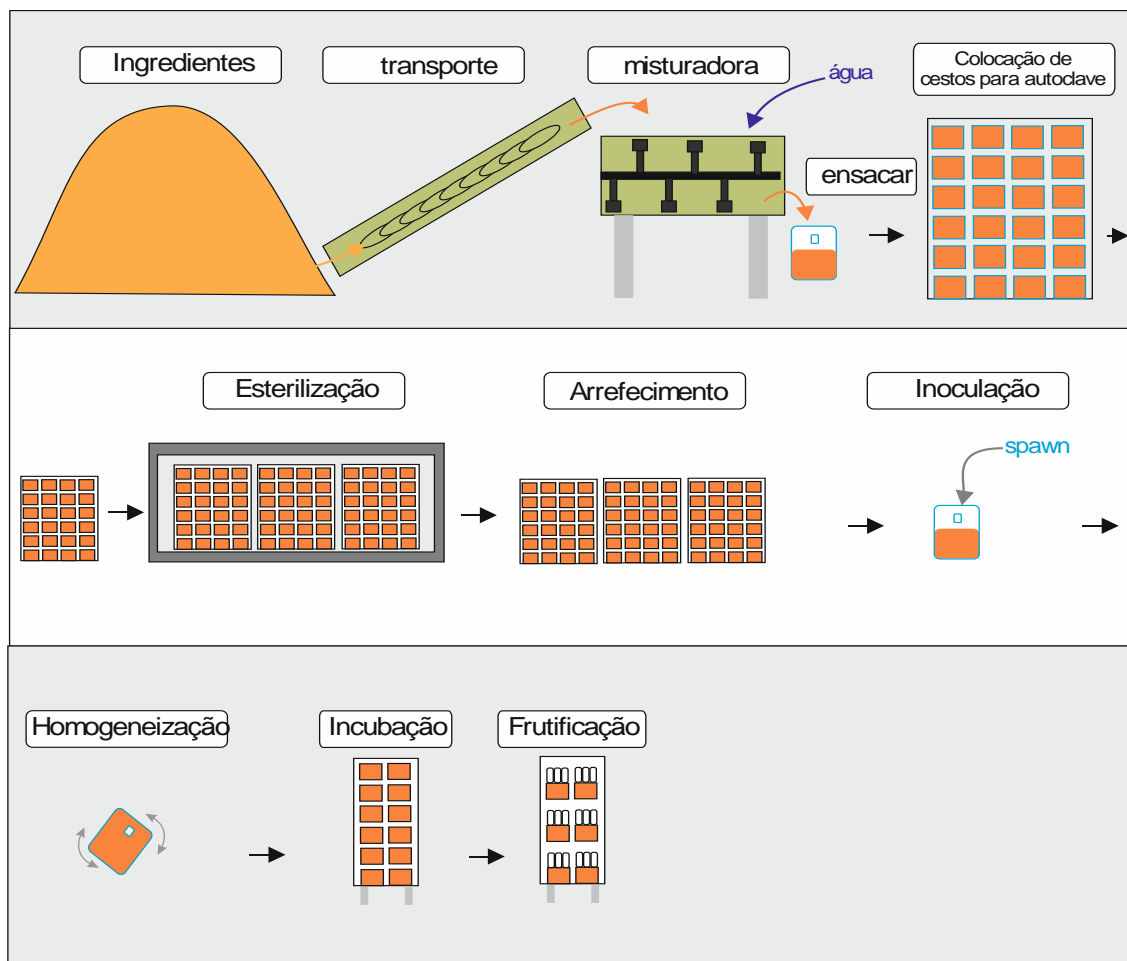 Ingredientes
transporte
misturadora
água
Colocação de
cestos para autoclave
ensacar
Esterilização
Arrefecimento
Inoculação
spawn
Homogeneização
Incubação
Frutificação